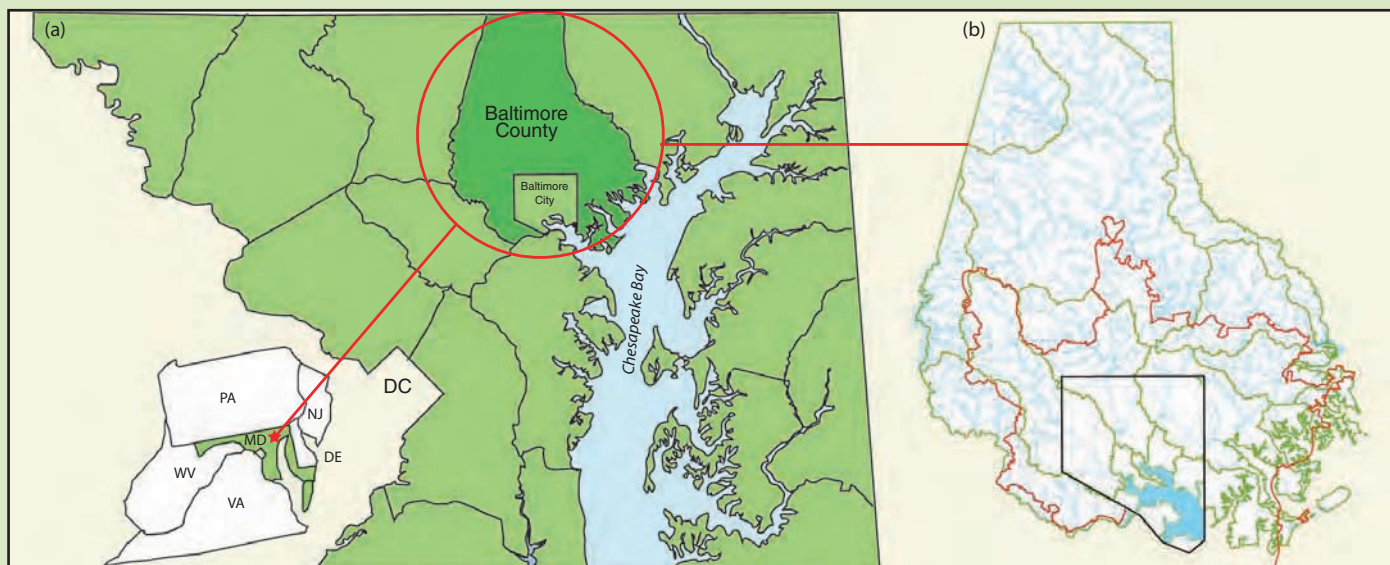 (a)
Baltimore
County
Baltimore
City
Chesapeake Bay
DC
PA
NJ
MD
DE
WV
VA
(b)